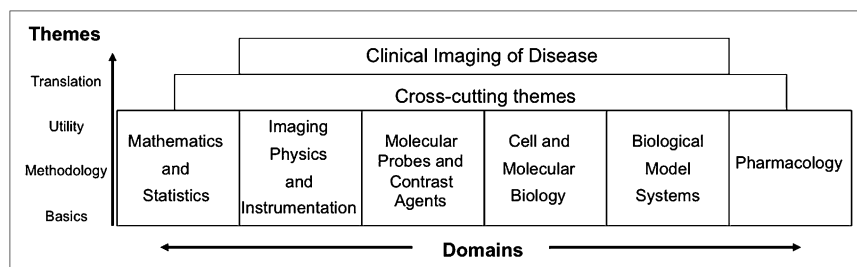 Themes
Translation
Utility
Methodology
Basics
Clinical Imaging of Disease
Cross-cutting themes
Mathematics
and
Statistics
Imaging
Physics
and
Instrumentation
Molecular
Probes and
Contrast
Agents
Cell and
Molecular
Biology
Biological
Model
Systems
Pharmacology
Domains